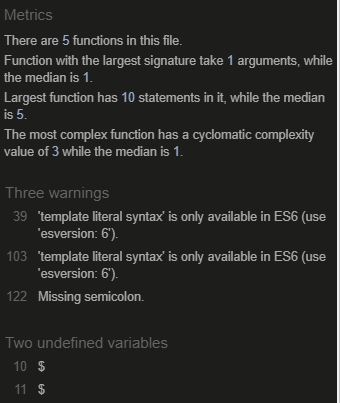 Metrics
There are 5 functions in this file.
Function with the largest signature take 1 arguments, while
the median is 1.
Largest function has 10 statements in it, while the median
is 5.
The most complex function has a cyclomatic complexity
value of 3 while the median is 1.
Three warnings
39 'template literal syntax' is only available in ES6 (use
'esversion: 6').
103 'template literal syntax' is only available in ES6 (use
'esversion: 6').
122 Missing semicolon.
Two undefined variables
10 $
11 $